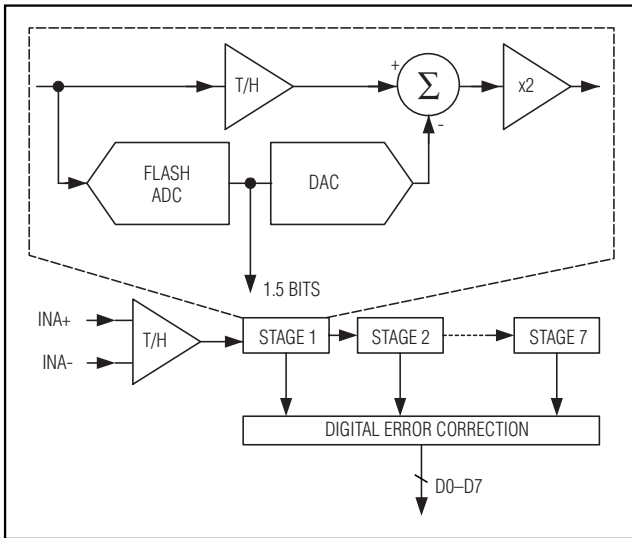 T/H
+
Σ
-
x2
FLASH
ADC
DAC
1.5 BITS
INA+
INA-
T/H
STAGE 1
STAGE 2
STAGE 7
DIGITAL ERROR CORRECTION
D0–D7